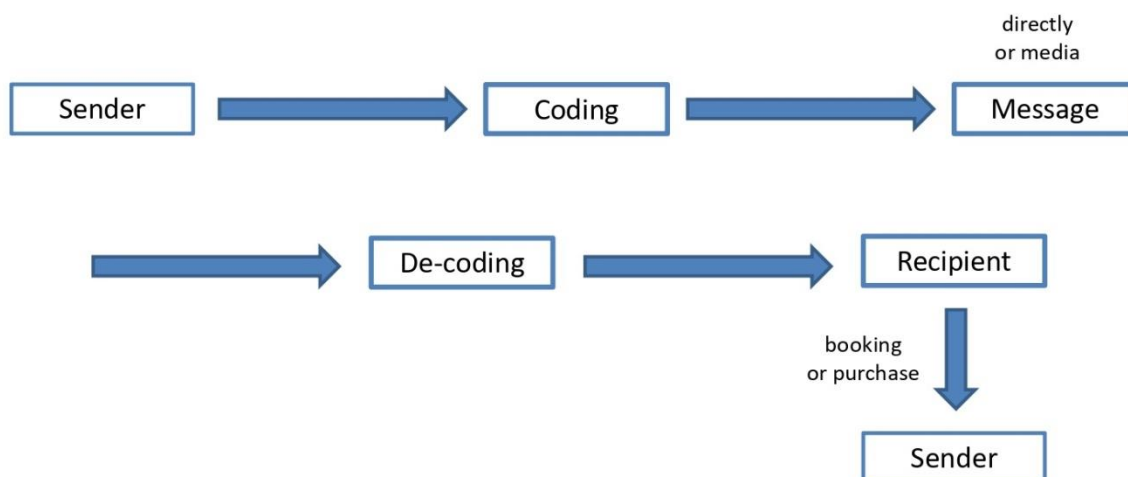 directly
or media
Sender
Coding
Message
De-coding
Recipient
booking
or purchase
Sender